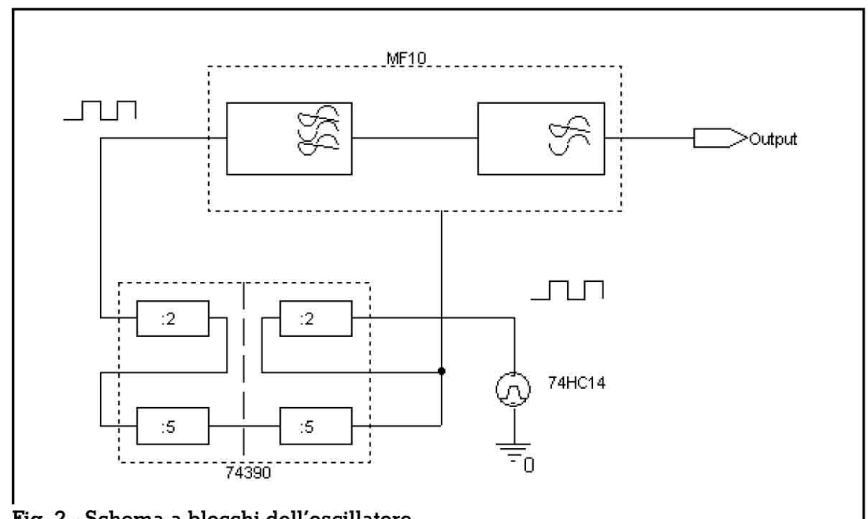 MF10
Output
:2
:2
74HC14
:5
:5
74390
0
Fig. 2 - Schema a blocchi dell'oscillatore